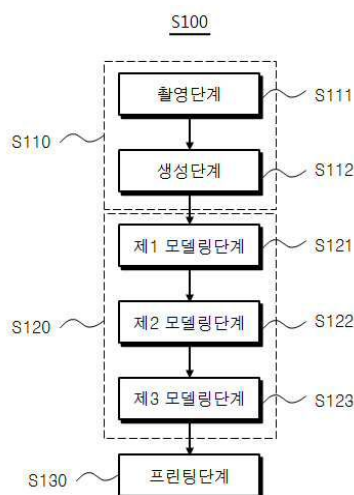 S100
촬영단계 S111
S110
생성단계 S112
제1 모델링단계 S121
S120 제2 모델링단계 S122
제3 모델링단계 S123
S130 프린팅단계